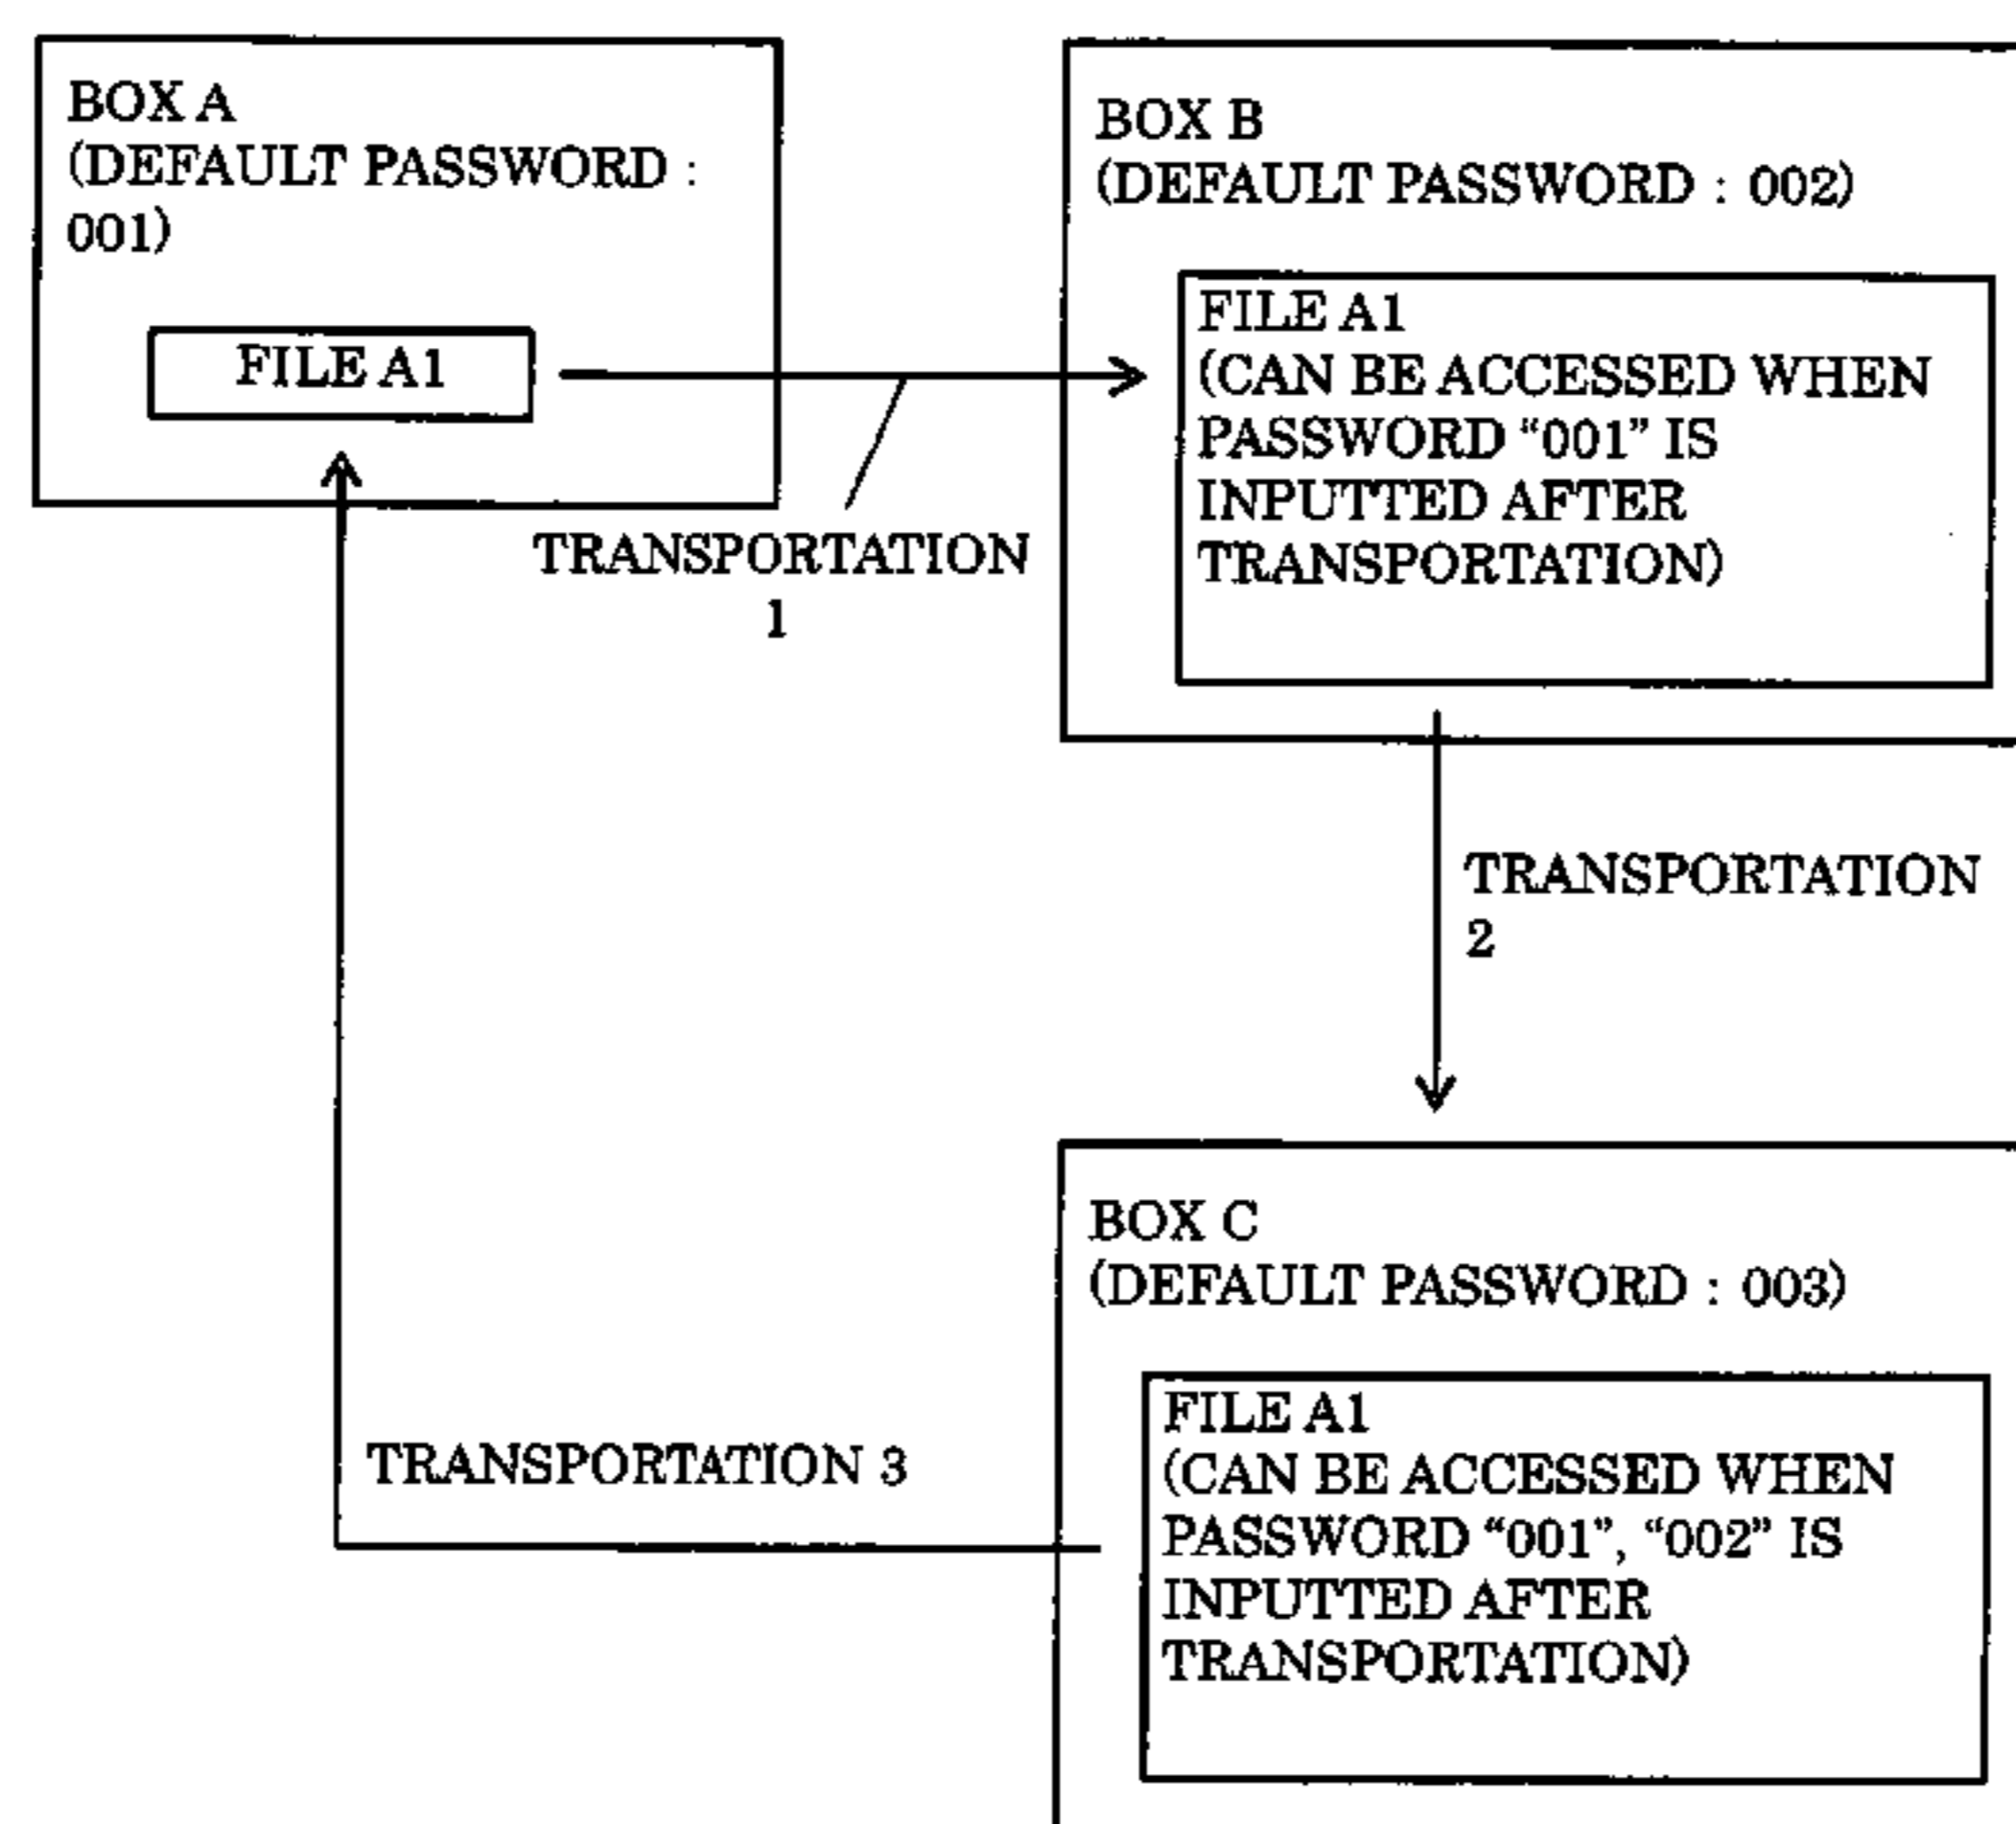 BOX A
(DEFAULT PASSWORD :
001)
FILE A1
TRANSPORTATION
1
BOX B
(DEFAULT PASSWORD : 002)
FILE A1
(CAN BE ACCESSED WHEN
PASSWORD “001” IS
INPUTTED AFTER
TRANSPORTATION)
TRANSPORTATION
2
BOX C
(DEFAULT PASSWORD : 003)
FILE A1
(CAN BE ACCESSED WHEN
PASSWORD “001”, “002” IS
INPUTTED AFTER
TRANSPORTATION)
TRANSPORTATION 3